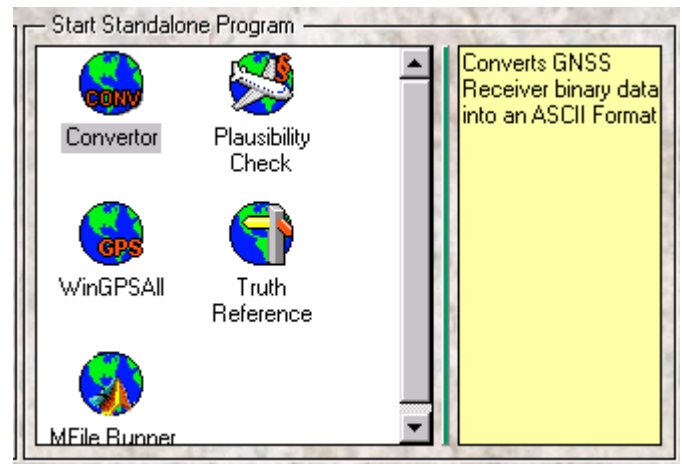 Start Standalone Program
CONV
Convertor
§
Plausibility
Check
GPS
WinGPSAll
Truth
Reference
MFile Runner
Converts GNSS
Receiver binary data
into an ASCII Format